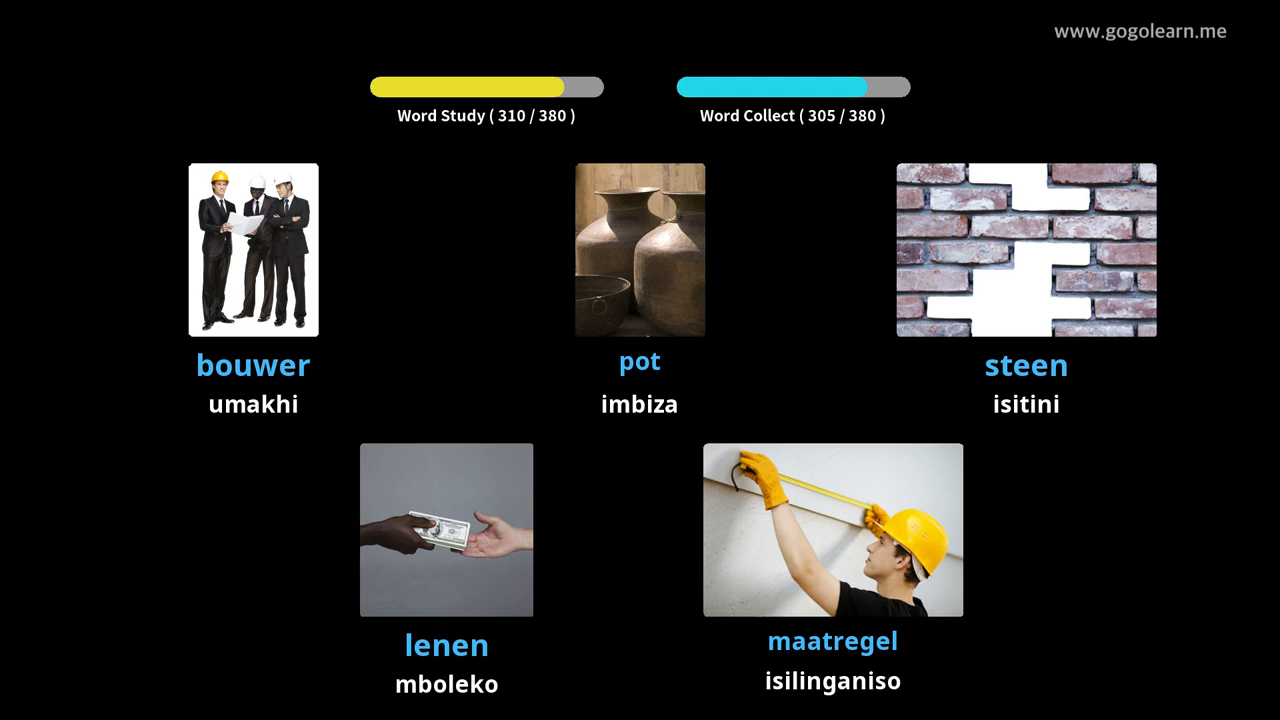 www.gogolearn.me
Word Study ( 310 / 380 )
Word Collect ( 305 / 380 )
bouwer
umakhi
pot
imbiza
steen
isitini
lenen
mboleko
maatregel
isilinganiso